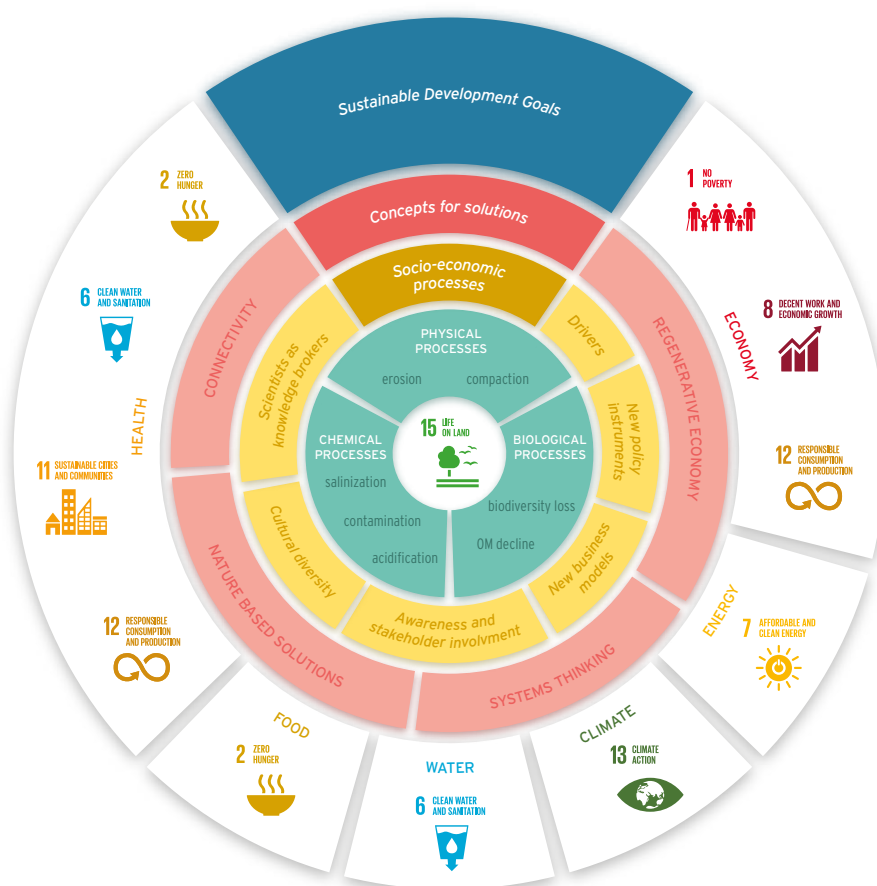 Sustainable Development Goals
Concepts for solutions
Socio-economic
processes
PHYSICAL
PROCESSES
erosion
compaction
CHEMICAL
PROCESSES
salinization
contamination
acidification
BIOLOGICAL
PROCESSES
biodiversity loss
OM decline
15 LIFE
ON LAND
Drivers
New policy
instruments
New business
models
Awareness and
stakeholder involvment
Cultural diversity
Scientists as
knowledge brokers
CONNECTIVITY
REGENERATIVE ECONOMY
SYSTEMS THINKING
NATURE BASED SOLUTIONS
ECONOMY
1 NO
POVERTY
8 DECENT WORK AND
ECONOMIC GROWTH
12 RESPONSIBLE
CONSUMPTION
AND PRODUCTION
ENERGY
7 AFFORDABLE AND
CLEAN ENERGY
CLIMATE
13 CLIMATE
ACTION
WATER
6 CLEAN WATER
AND SANITATION
FOOD
2 ZERO
HUNGER
HEALTH
2 ZERO
HUNGER
6 CLEAN WATER
AND SANITATION
11 SUSTAINABLE CITIES
AND COMMUNITIES
12 RESPONSIBLE
CONSUMPTION
AND PRODUCTION